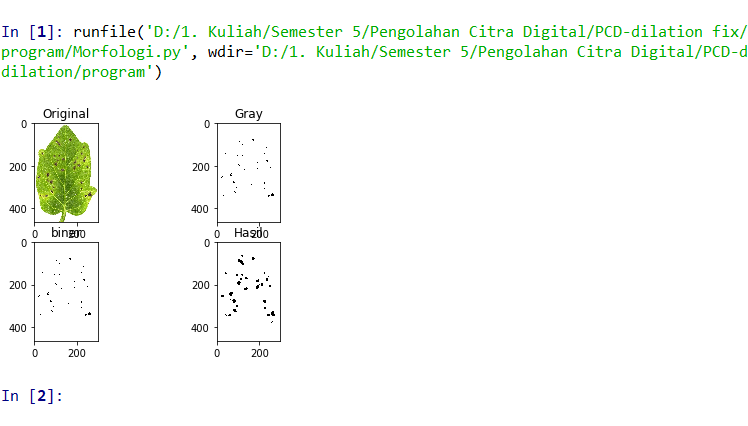 In [1]: runfile('D:/1. Kuliah/Semester 5/Pengolahan Citra Digital/PCD-dilation fix/
program/Morfologi.py', wdir='D:/1. Kuliah/Semester 5/Pengolahan Citra Digital/PCD-d
dilation/program')
Original Gray
0 0
200 200
400 400
0 200 0 200
biner Hasil
0 0
200 200
400 400
0 200 0 200
In [2]: